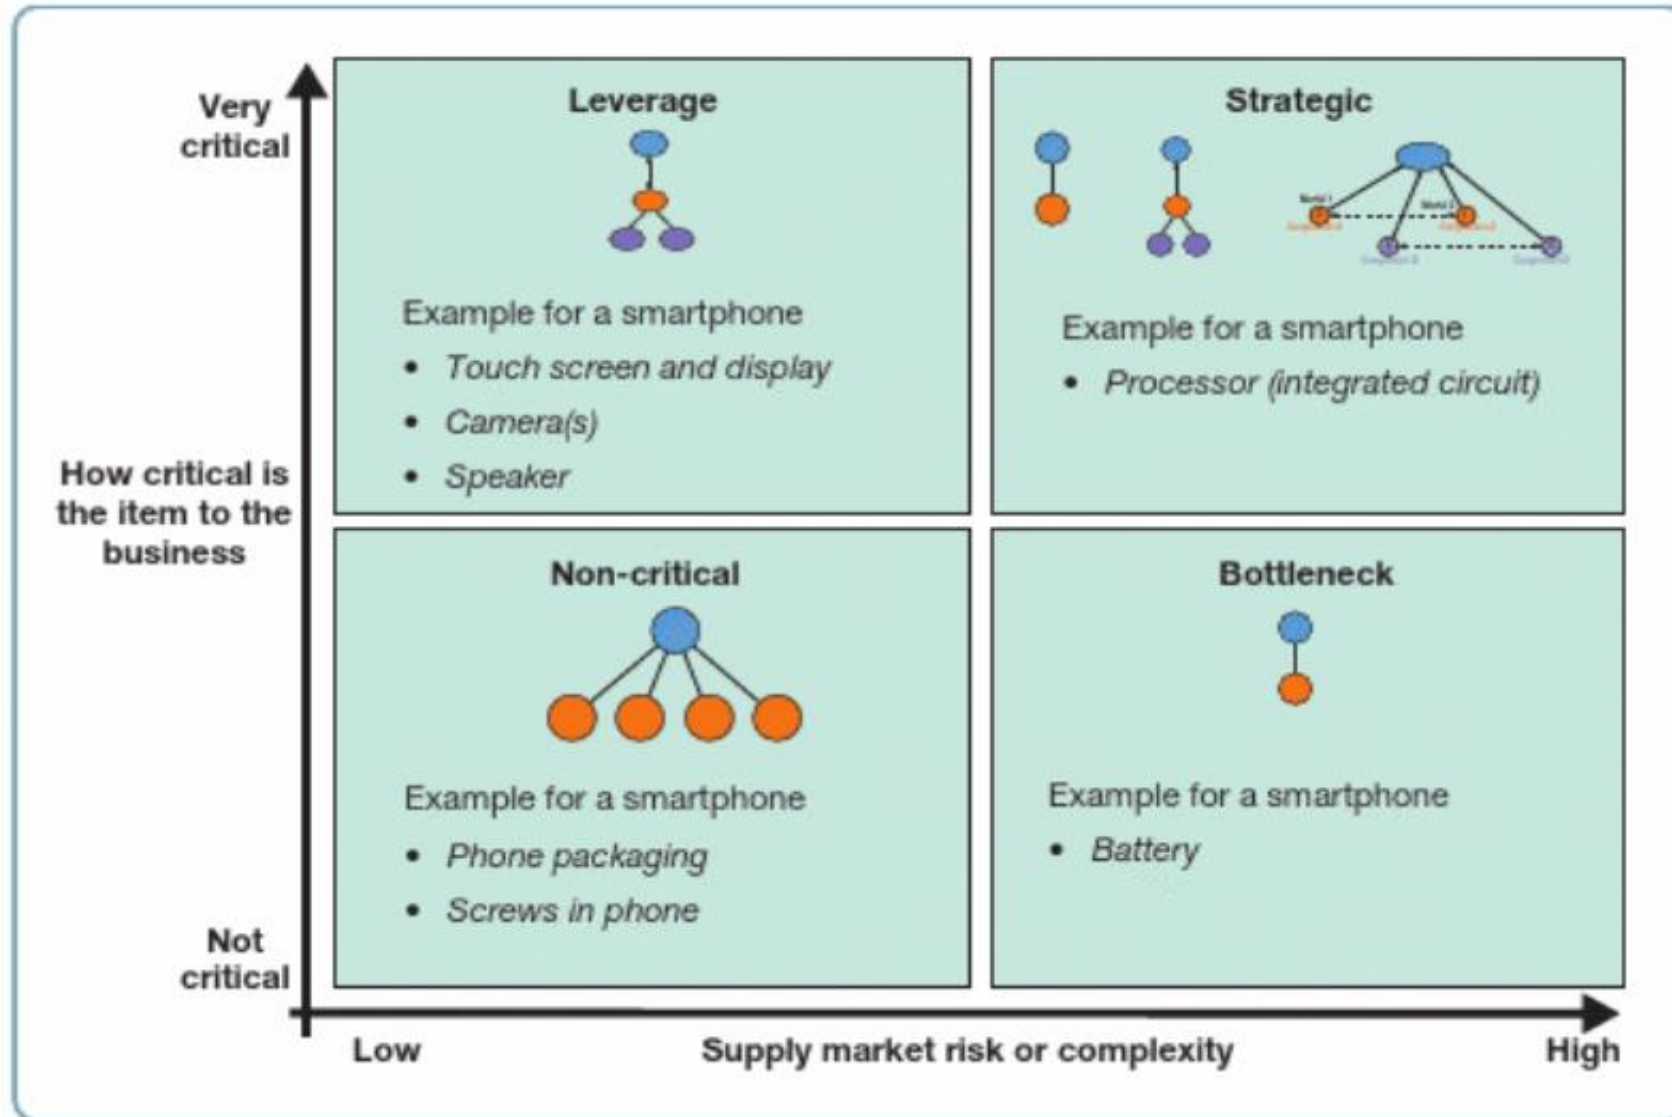 Very
critical
How critical is
the item to the
business
Not
critical
Leverage
Example for a smartphone
• Touch screen and display
• Camera(s)
• Speaker
Strategic
Example for a smartphone
• Processor (integrated circuit)
Non-critical
Example for a smartphone
• Phone packaging
• Screws in phone
Bottleneck
Example for a smartphone
• Battery
Low
Supply market risk or complexity
High